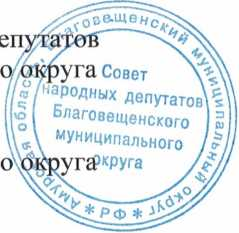 епутатов
о округа
о округа
Совет
народных депутатов
Благовещенского
муниципального
округа
Амурская область, Благовещенский муниципальный округ
* РФ *